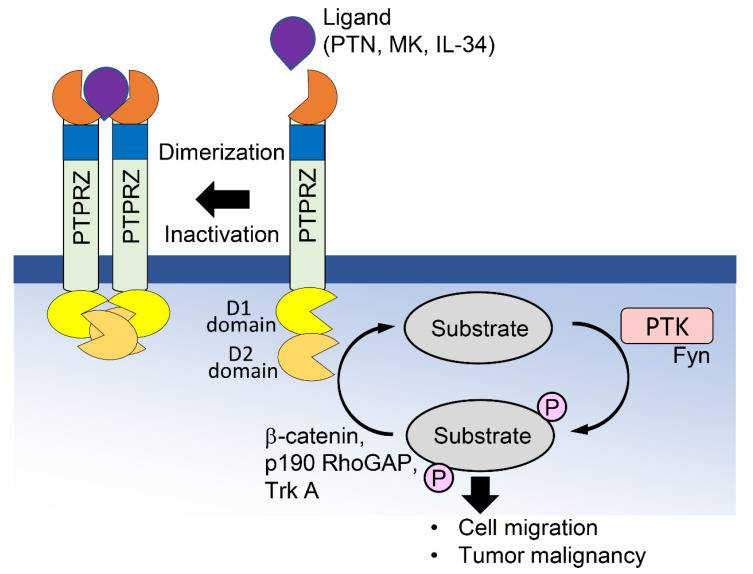 Ligand
(PTN, MK, IL-34)
Dimerization
Inactivation
PTPRZ
PTPRZ
PTPRZ
D1
domain
D2
domain
Substrate
PTK
Fyn
Substrate
P
P
β-catenin,
p190 RhoGAP,
Trk A
• Cell migration
• Tumor malignancy